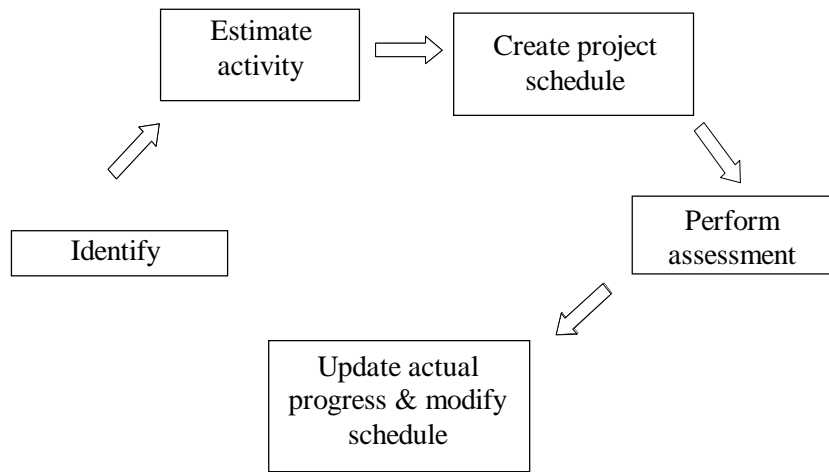 Estimate
activity
Create project
schedule
Perform
assessment
Identify
Update actual
progress & modify
schedule